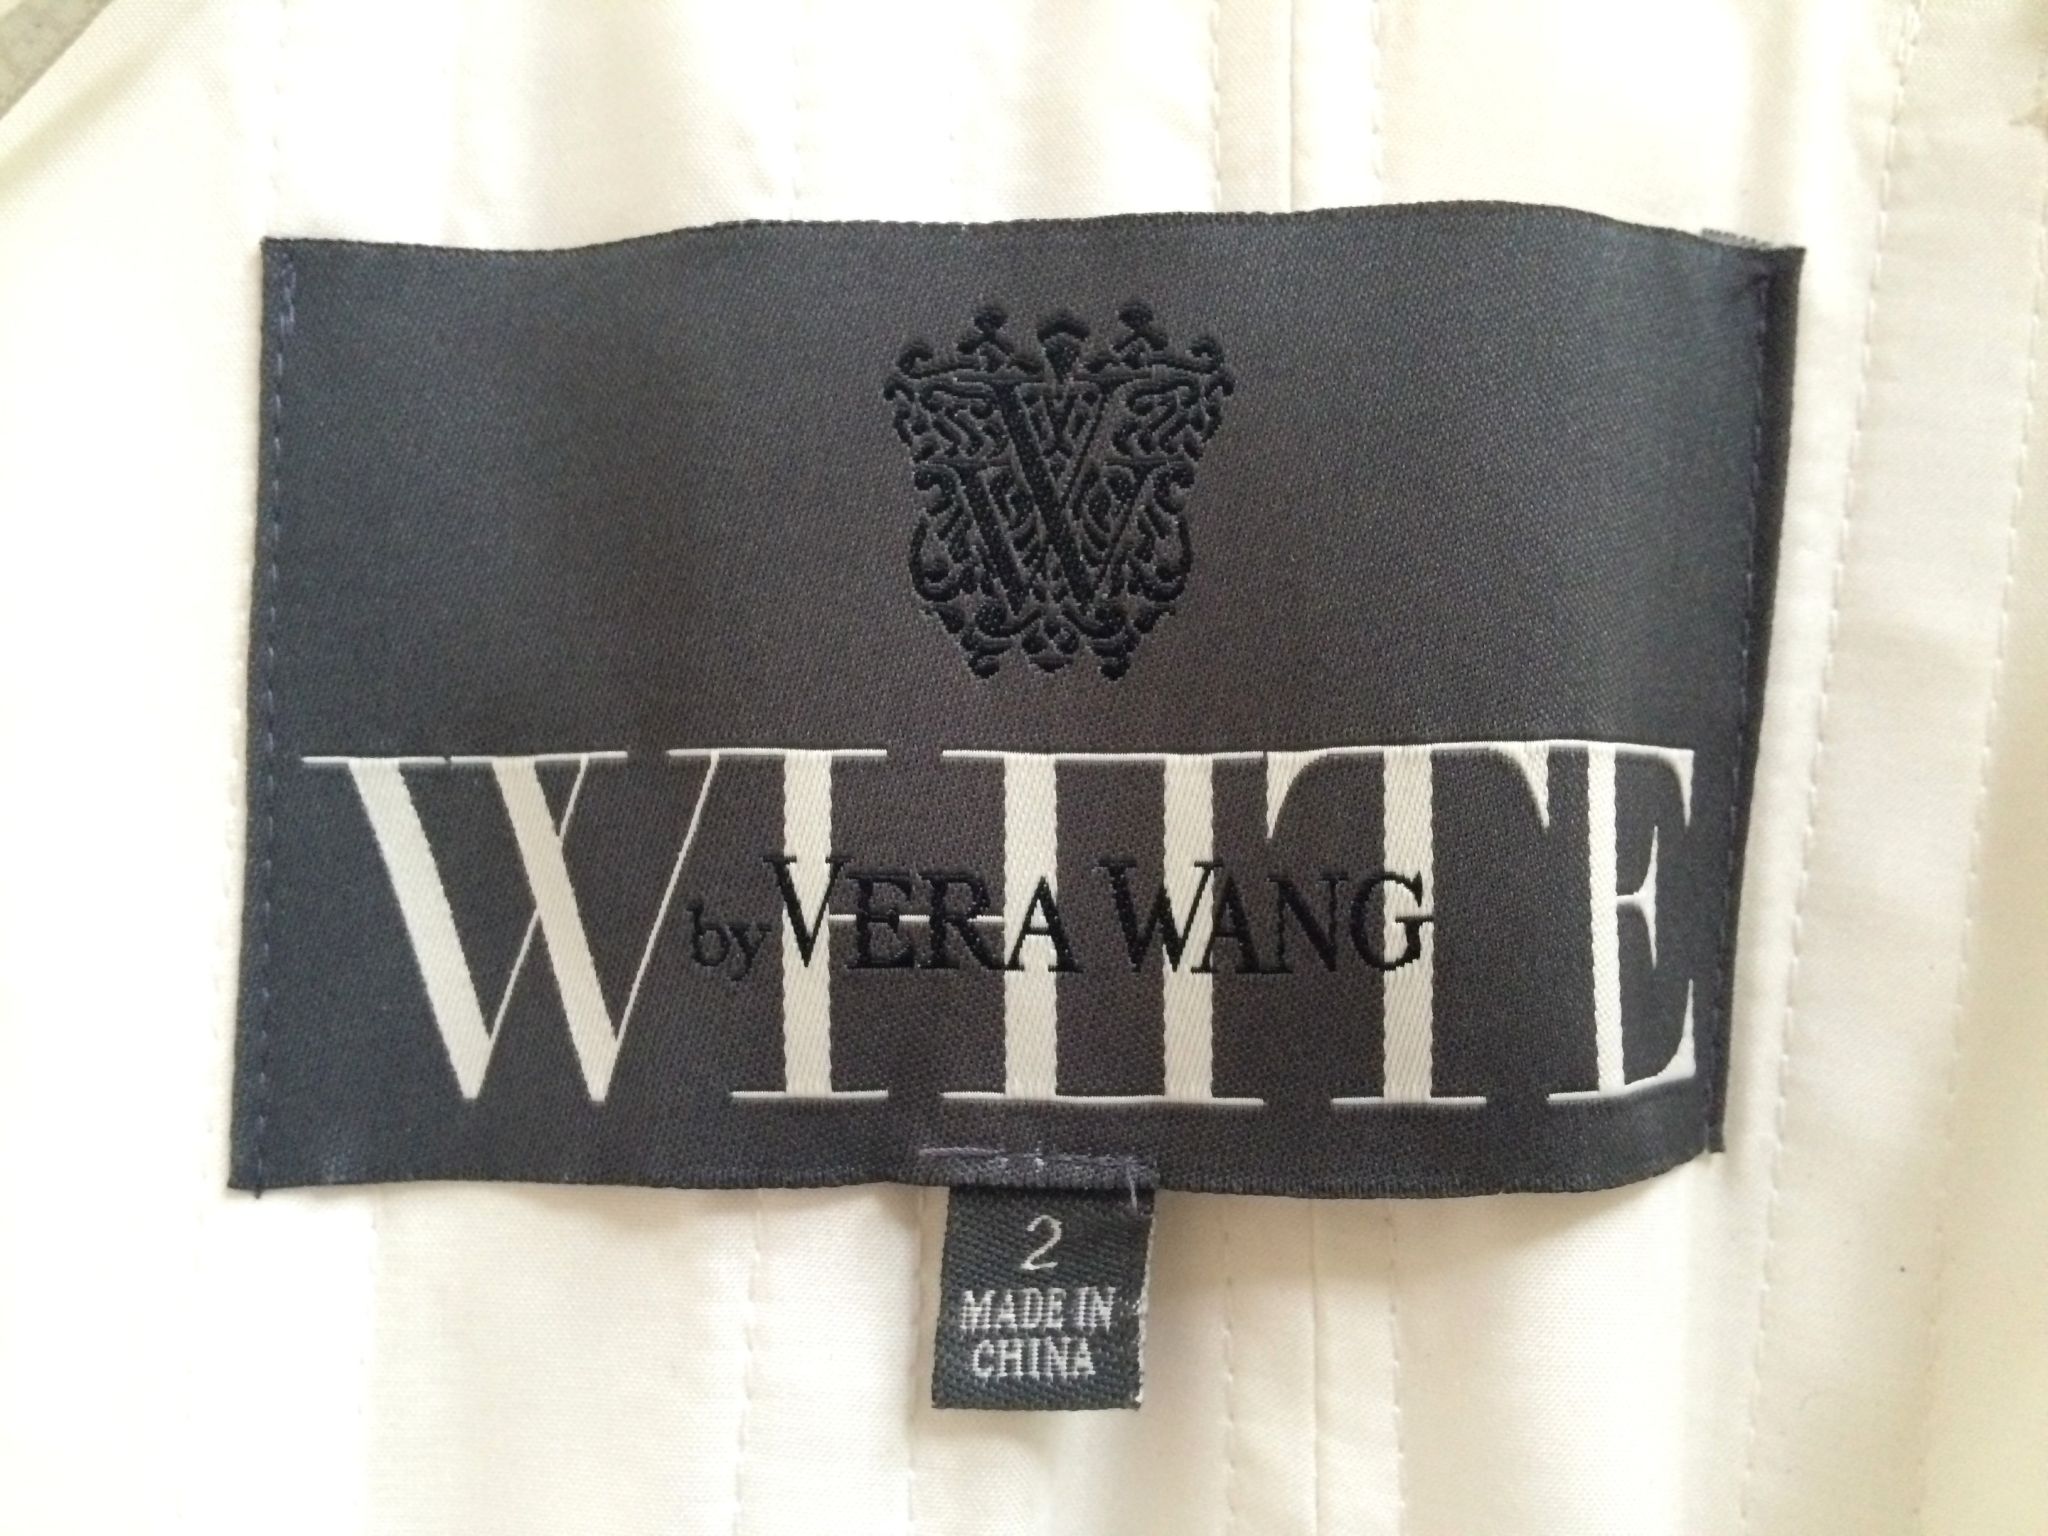 WHITE
by VERA WANG
2
MADE IN
CHINA